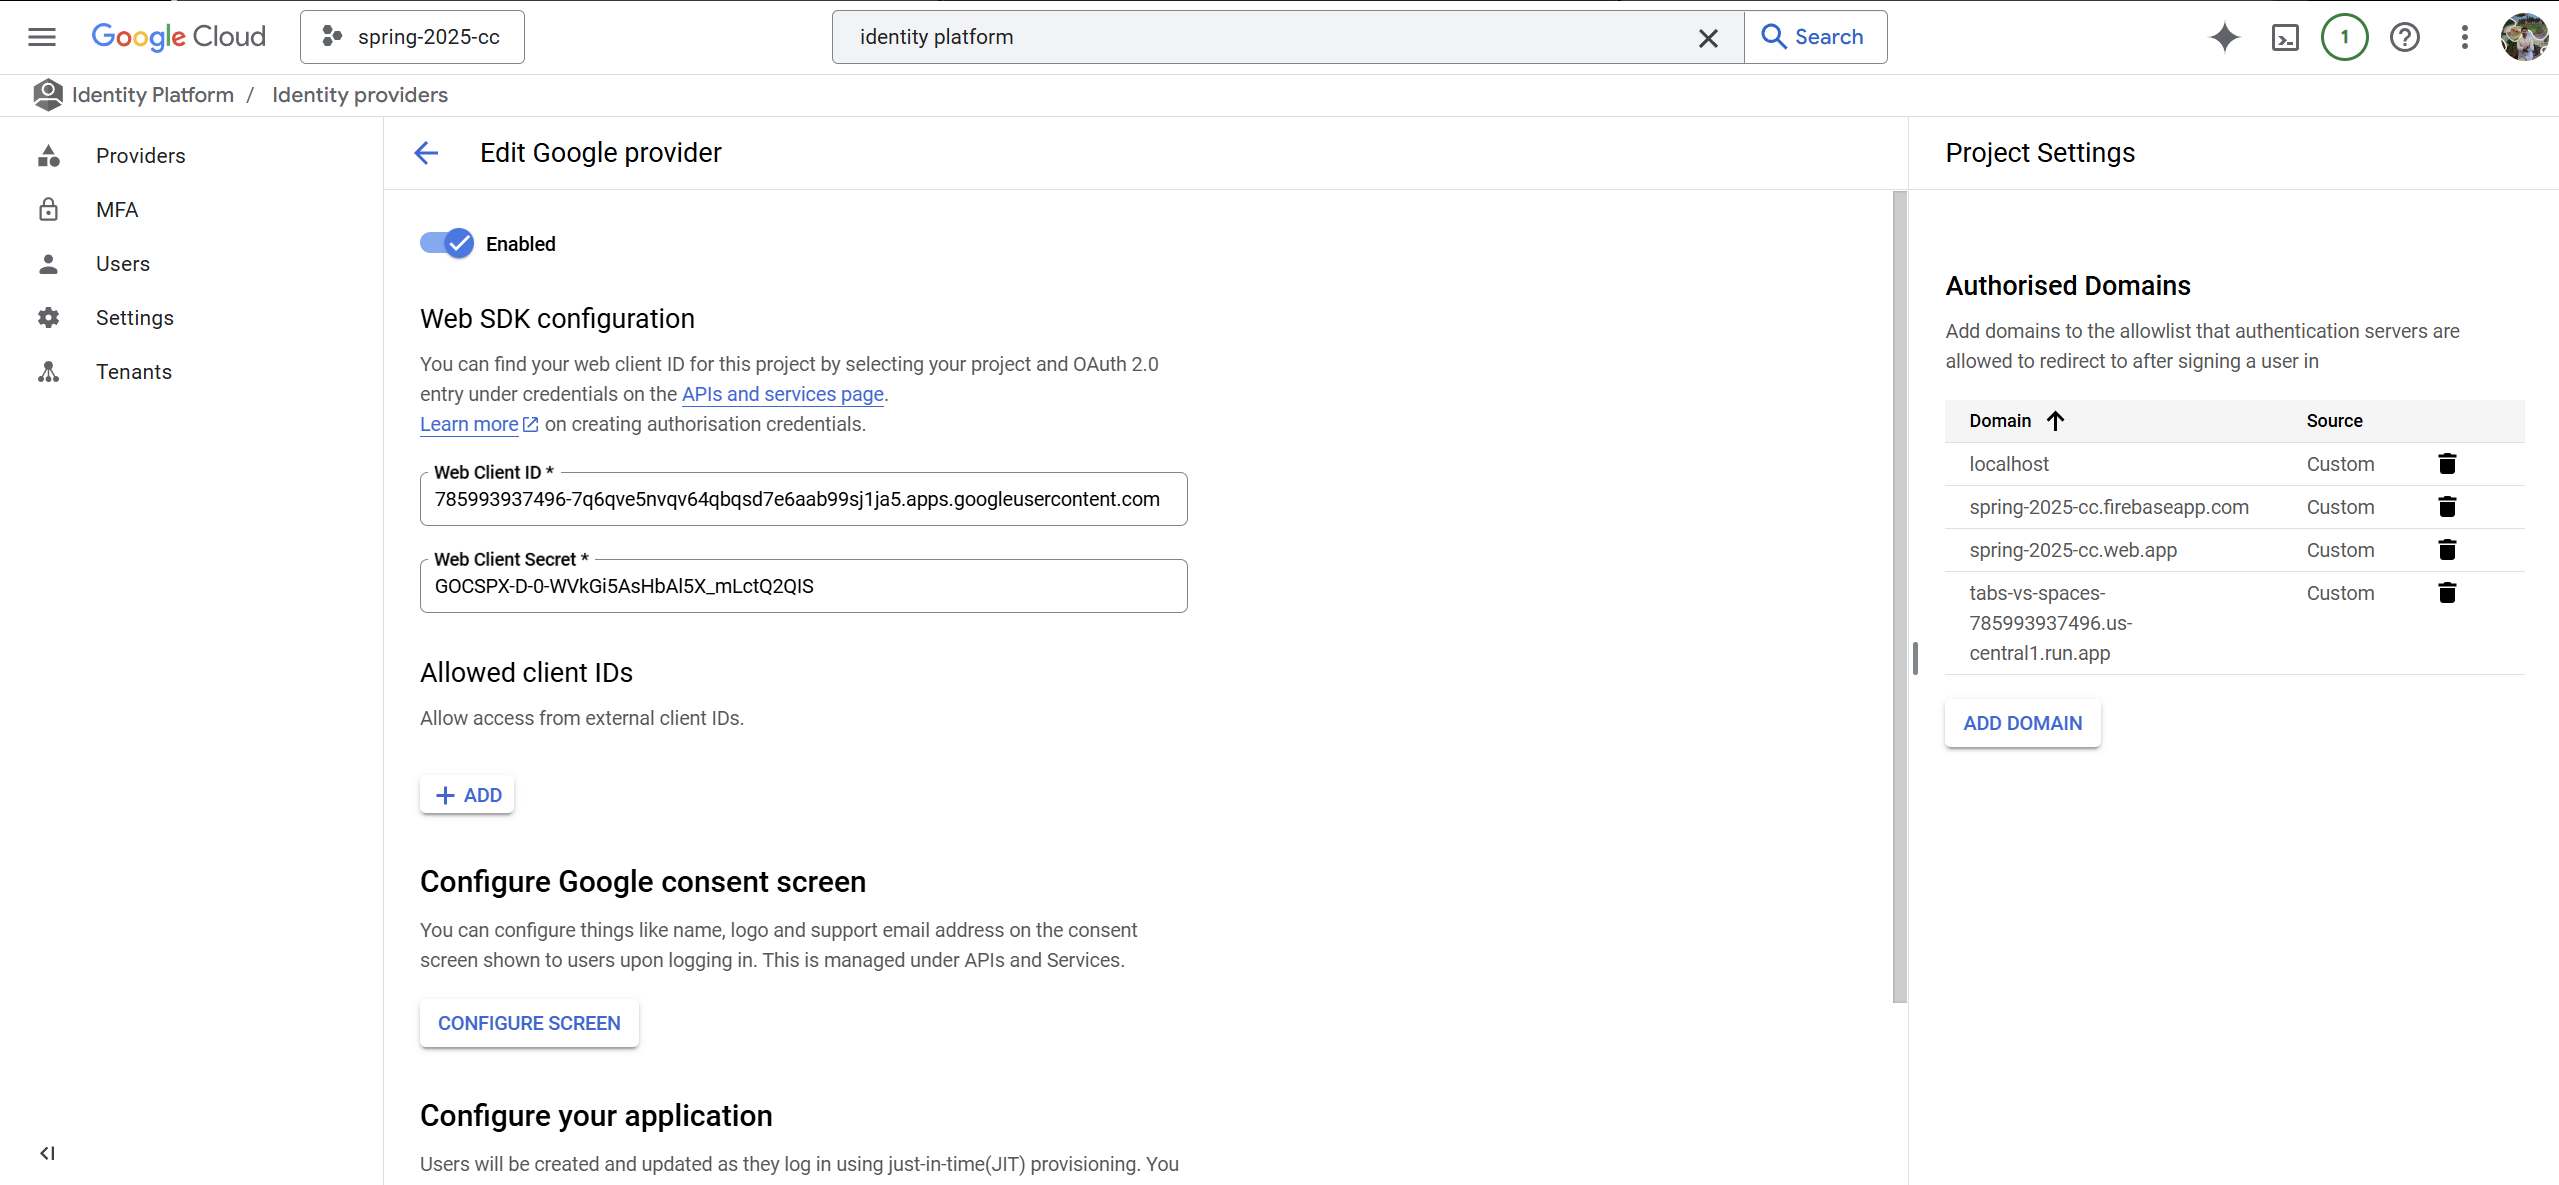 Google Cloud
spring-2025-cc
identity platform
Search
1
Identity Platform / Identity providers
Providers
MFA
Users
Settings
Tenants
Edit Google provider
Enabled
Web SDK configuration
You can find your web client ID for this project by selecting your project and OAuth 2.0
entry under credentials on the APIs and services page.
Learn more on creating authorisation credentials.
Web Client ID *
785993937496-7q6qve5nvqv64qbqsd7e6aab99sj1ja5.apps.googleusercontent.com
Web Client Secret *
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
Allowed client IDs
Allow access from external client IDs.
ADD
Configure Google consent screen
You can configure things like name, logo and support email address on the consent
screen shown to users upon logging in. This is managed under APIs and Services.
CONFIGURE SCREEN
Configure your application
Users will be created and updated as they log in using just-in-time(JIT) provisioning. You
Project Settings
Authorised Domains
Add domains to the allowlist that authentication servers are
allowed to redirect to after signing a user in
Domain Source
localhost Custom
spring-2025-cc.firebaseapp.com Custom
spring-2025-cc.web.app Custom
tabs-vs-spaces- Custom
785993937496.us-
central1.run.app
ADD DOMAIN